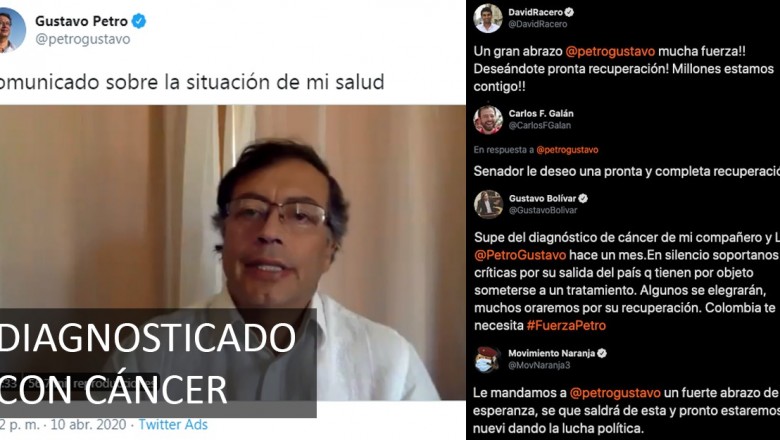 Gustavo Petro
@petrogustavo
omunicado sobre la situación de mi salud
DIAGNOSTICADO
CON CÁNCER
reproducciones
2 p. m. · 10 abr. 2020 · Twitter Ads
DavidRacero
@DavidRacero
Un gran abrazo @petrogustavo mucha fuerza!!
Deseándote pronta recuperación! Millones estamos
contigo!!
Carlos F. Galán
@CarlosFGalan
En respuesta a @petrogustavo
Senador le deseo una pronta y completa recuperació
Gustavo Bolívar
@GustavoBolivar
Supe del diagnóstico de cáncer de mi compañero y L
@PetroGustavo hace un mes.En silencio soportanos
críticas por su salida del país q tienen por objeto
someterse a un tratamiento. Algunos se elegrarán,
muchos oraremos por su recuperación. Colombia te
necesita #FuerzaPetro
Movimiento Naranja
@MovNaranja3
Le mandamos a @petrogustavo un fuerte abrazo de
esperanza, se que saldrá de esta y pronto estaremos
nuevi dando la lucha política.